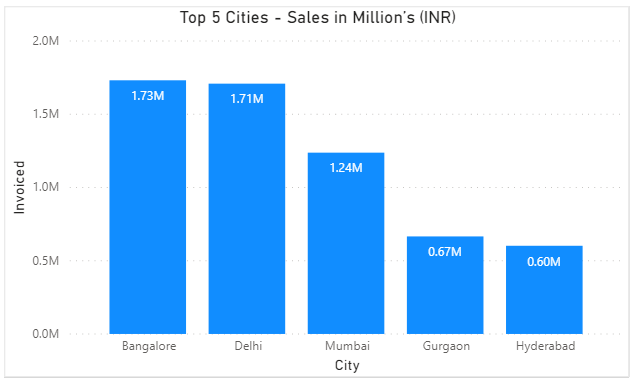 Top 5 Cities - Sales in Million’s (INR)
2.0M
1.5M
1.0M
0.5M
0.0M
Invoiced
1.73M
1.71M
1.24M
0.67M
0.60M
Bangalore Delhi Mumbai Gurgaon Hyderabad
City